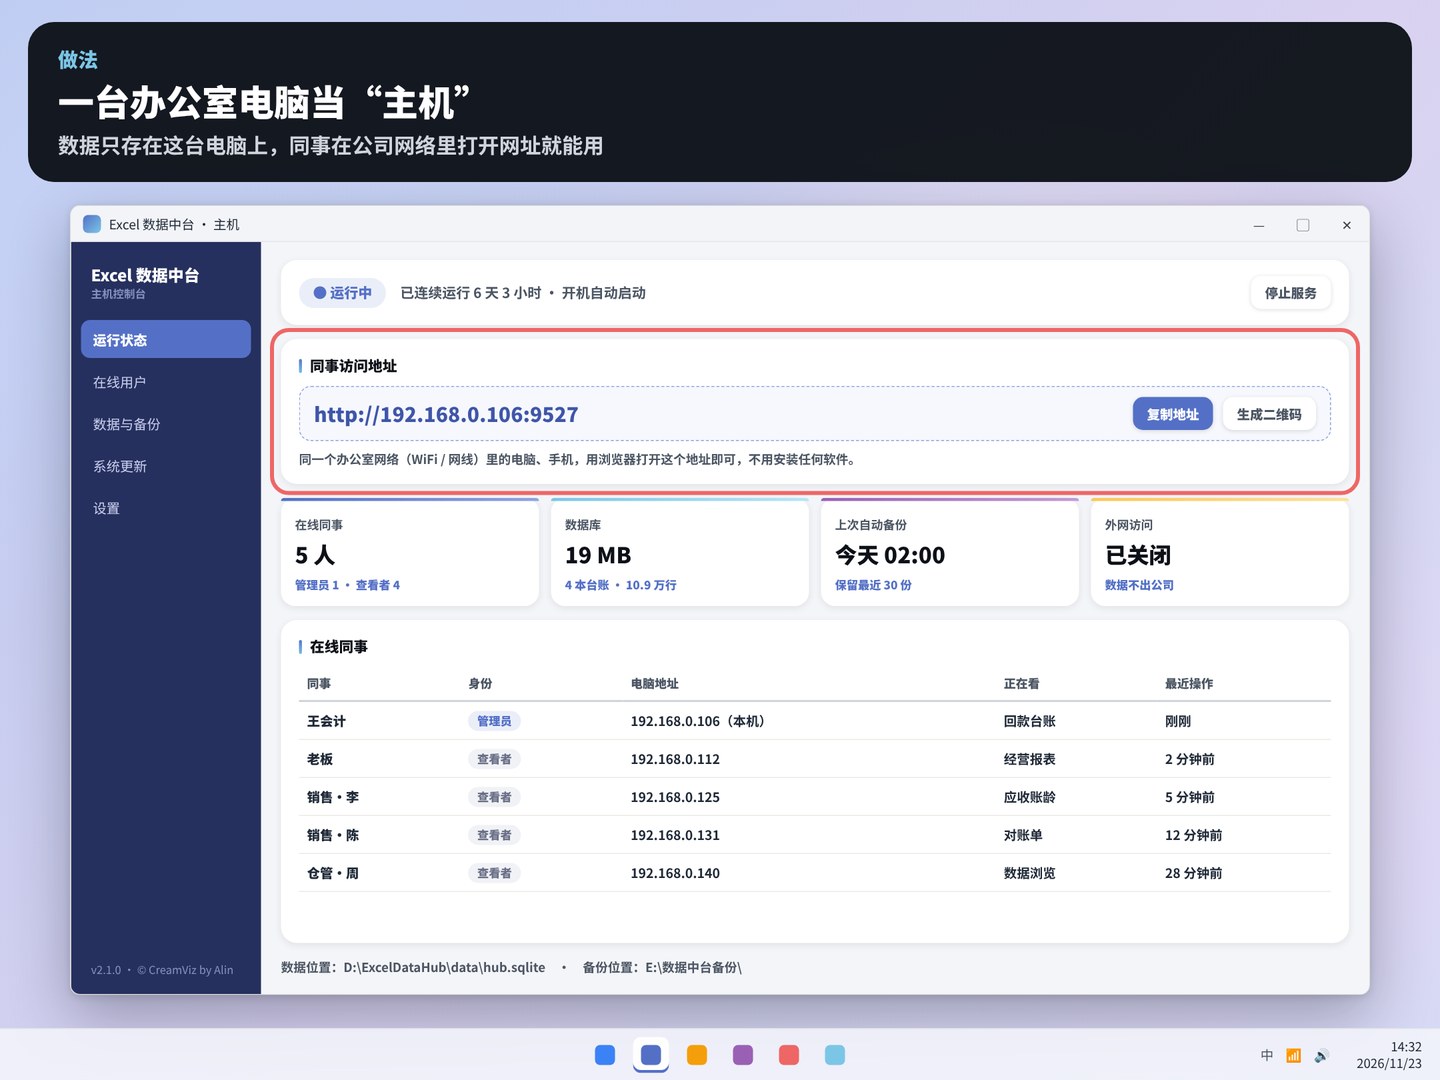 做法
一台办公室电脑当“主机”
数据只存在这台电脑上，同事在公司网络里打开网址就能用
Excel 数据中台 · 主机
Excel 数据中台
主机控制台
运行状态
在线用户
数据与备份
系统更新
设置
v2.1.0 · © CreamViz by Alin
运行中 已连续运行 6 天 3 小时 · 开机自动启动 停止服务
同事访问地址
http://192.168.0.106:9527 复制地址 生成二维码
同一个办公室网络（WiFi / 网线）里的电脑、手机，用浏览器打开这个地址即可，不用安装任何软件。
在线同事
5 人
管理员 1 · 查看者 4
数据库
19 MB
4 本台账 · 10.9 万行
上次自动备份
今天 02:00
保留最近 30 份
外网访问
已关闭
数据不出公司
在线同事
同事 身份 电脑地址 正在看 最近操作
王会计 管理员 192.168.0.106（本机） 回款台账 刚刚
老板 查看者 192.168.0.112 经营报表 2 分钟前
销售·李 查看者 192.168.0.125 应收账龄 5 分钟前
销售·陈 查看者 192.168.0.131 对账单 12 分钟前
仓管·周 查看者 192.168.0.140 数据浏览 28 分钟前
数据位置：D:\ExcelDataHub\data\hub.sqlite · 备份位置：E:\数据中台备份\
中 14:32
2026/11/23